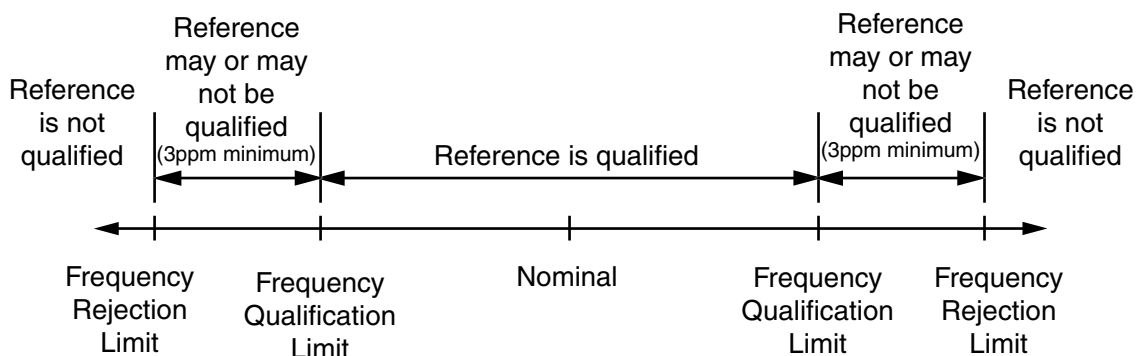 Reference
is not
qualified
Reference
may or may
not be
qualified
(3ppm minimum)
Reference is qualified
Reference
may or may
not be
qualified
(3ppm minimum)
Reference
is not
qualified
Frequency
Rejection
Limit
Frequency
Qualification
Limit
Nominal
Frequency
Qualification
Limit
Frequency
Rejection
Limit